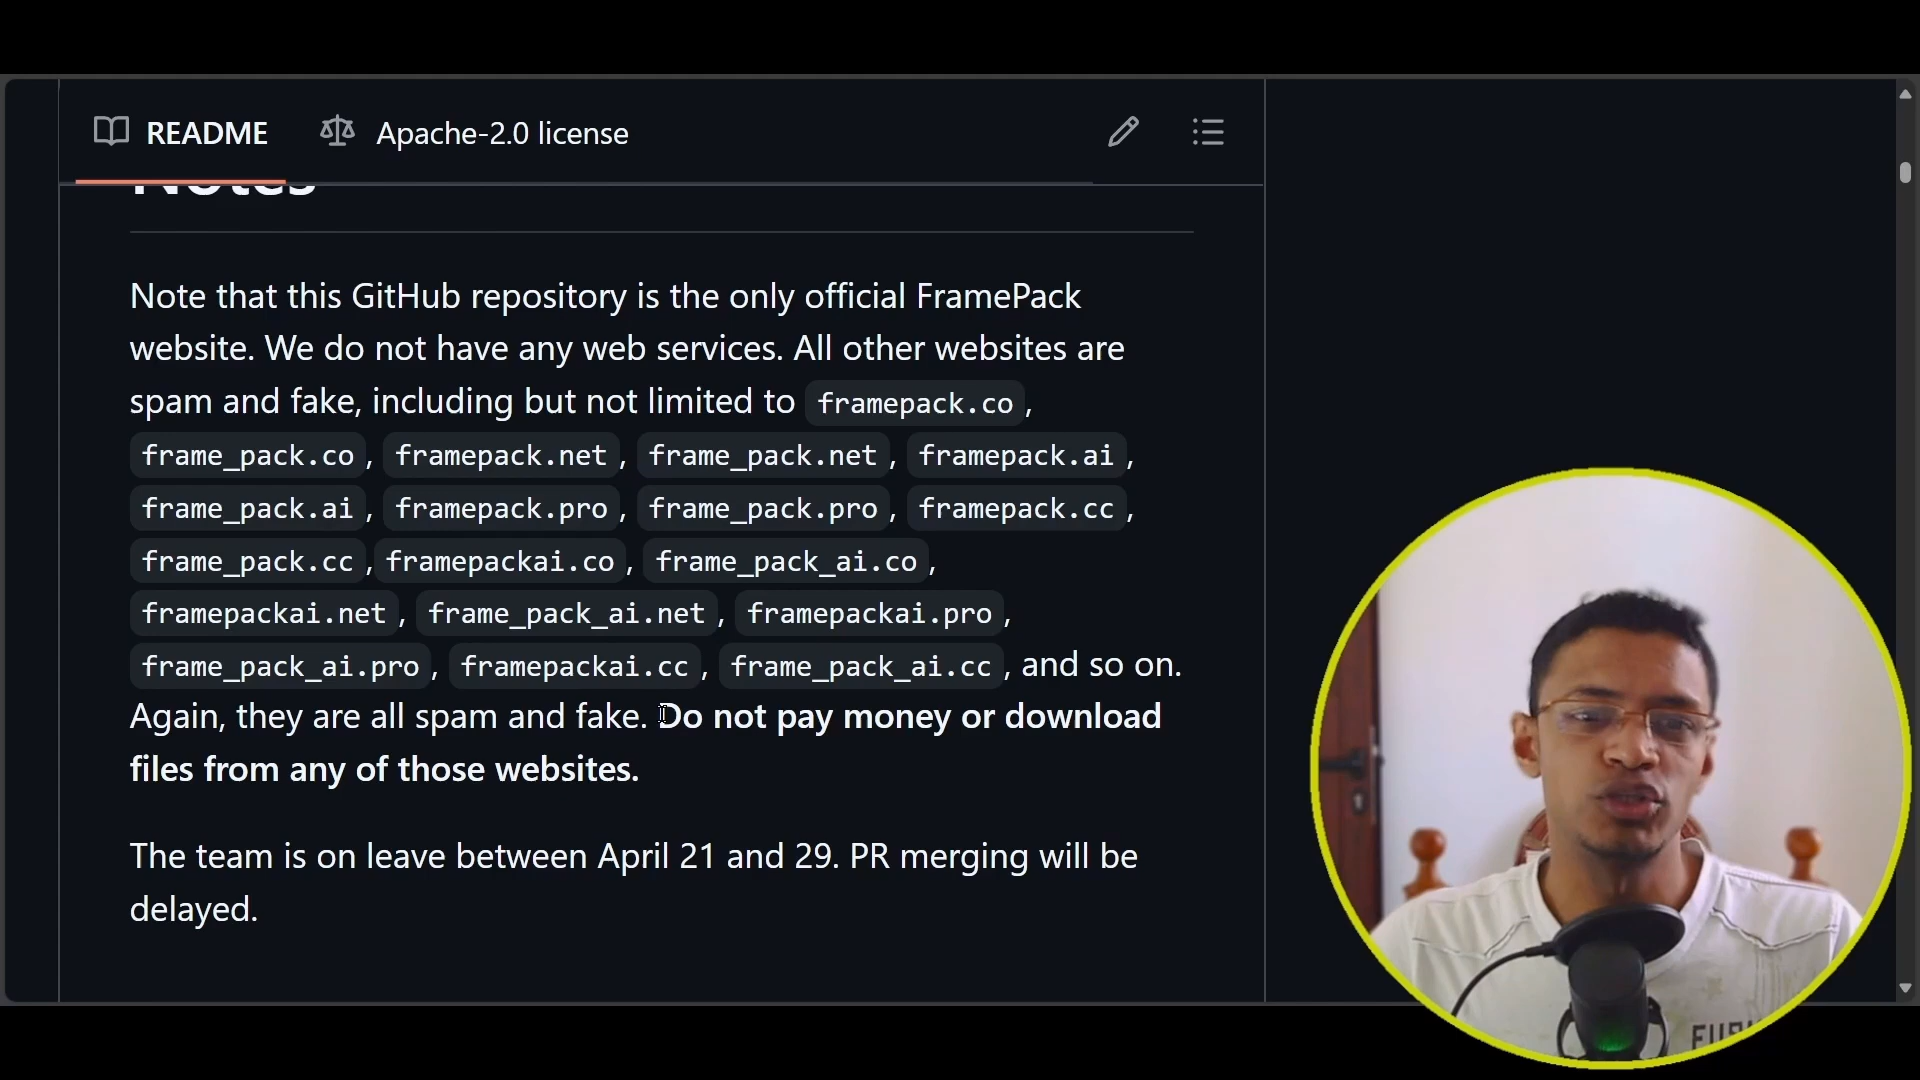 README
Apache-2.0 license
Notes
Note that this GitHub repository is the only official FramePack
website. We do not have any web services. All other websites are
spam and fake, including but not limited to framepack.co,
frame_pack.co, framepack.net, frame_pack.net, framepack.ai,
frame_pack.ai, framepack.pro, frame_pack.pro, framepack.cc,
frame_pack.cc,framepackai.co, frame_pack_ai.co,
framepackai.net, frame_pack_ai.net, framepackai.pro,
frame_pack_ai.pro, framepackai.cc, frame_pack_ai.cc, and so on.
Again, they are all spam and fake. Do not pay money or download
files from any of those websites.
The team is on leave between April 21 and 29. PR merging will be
delayed.